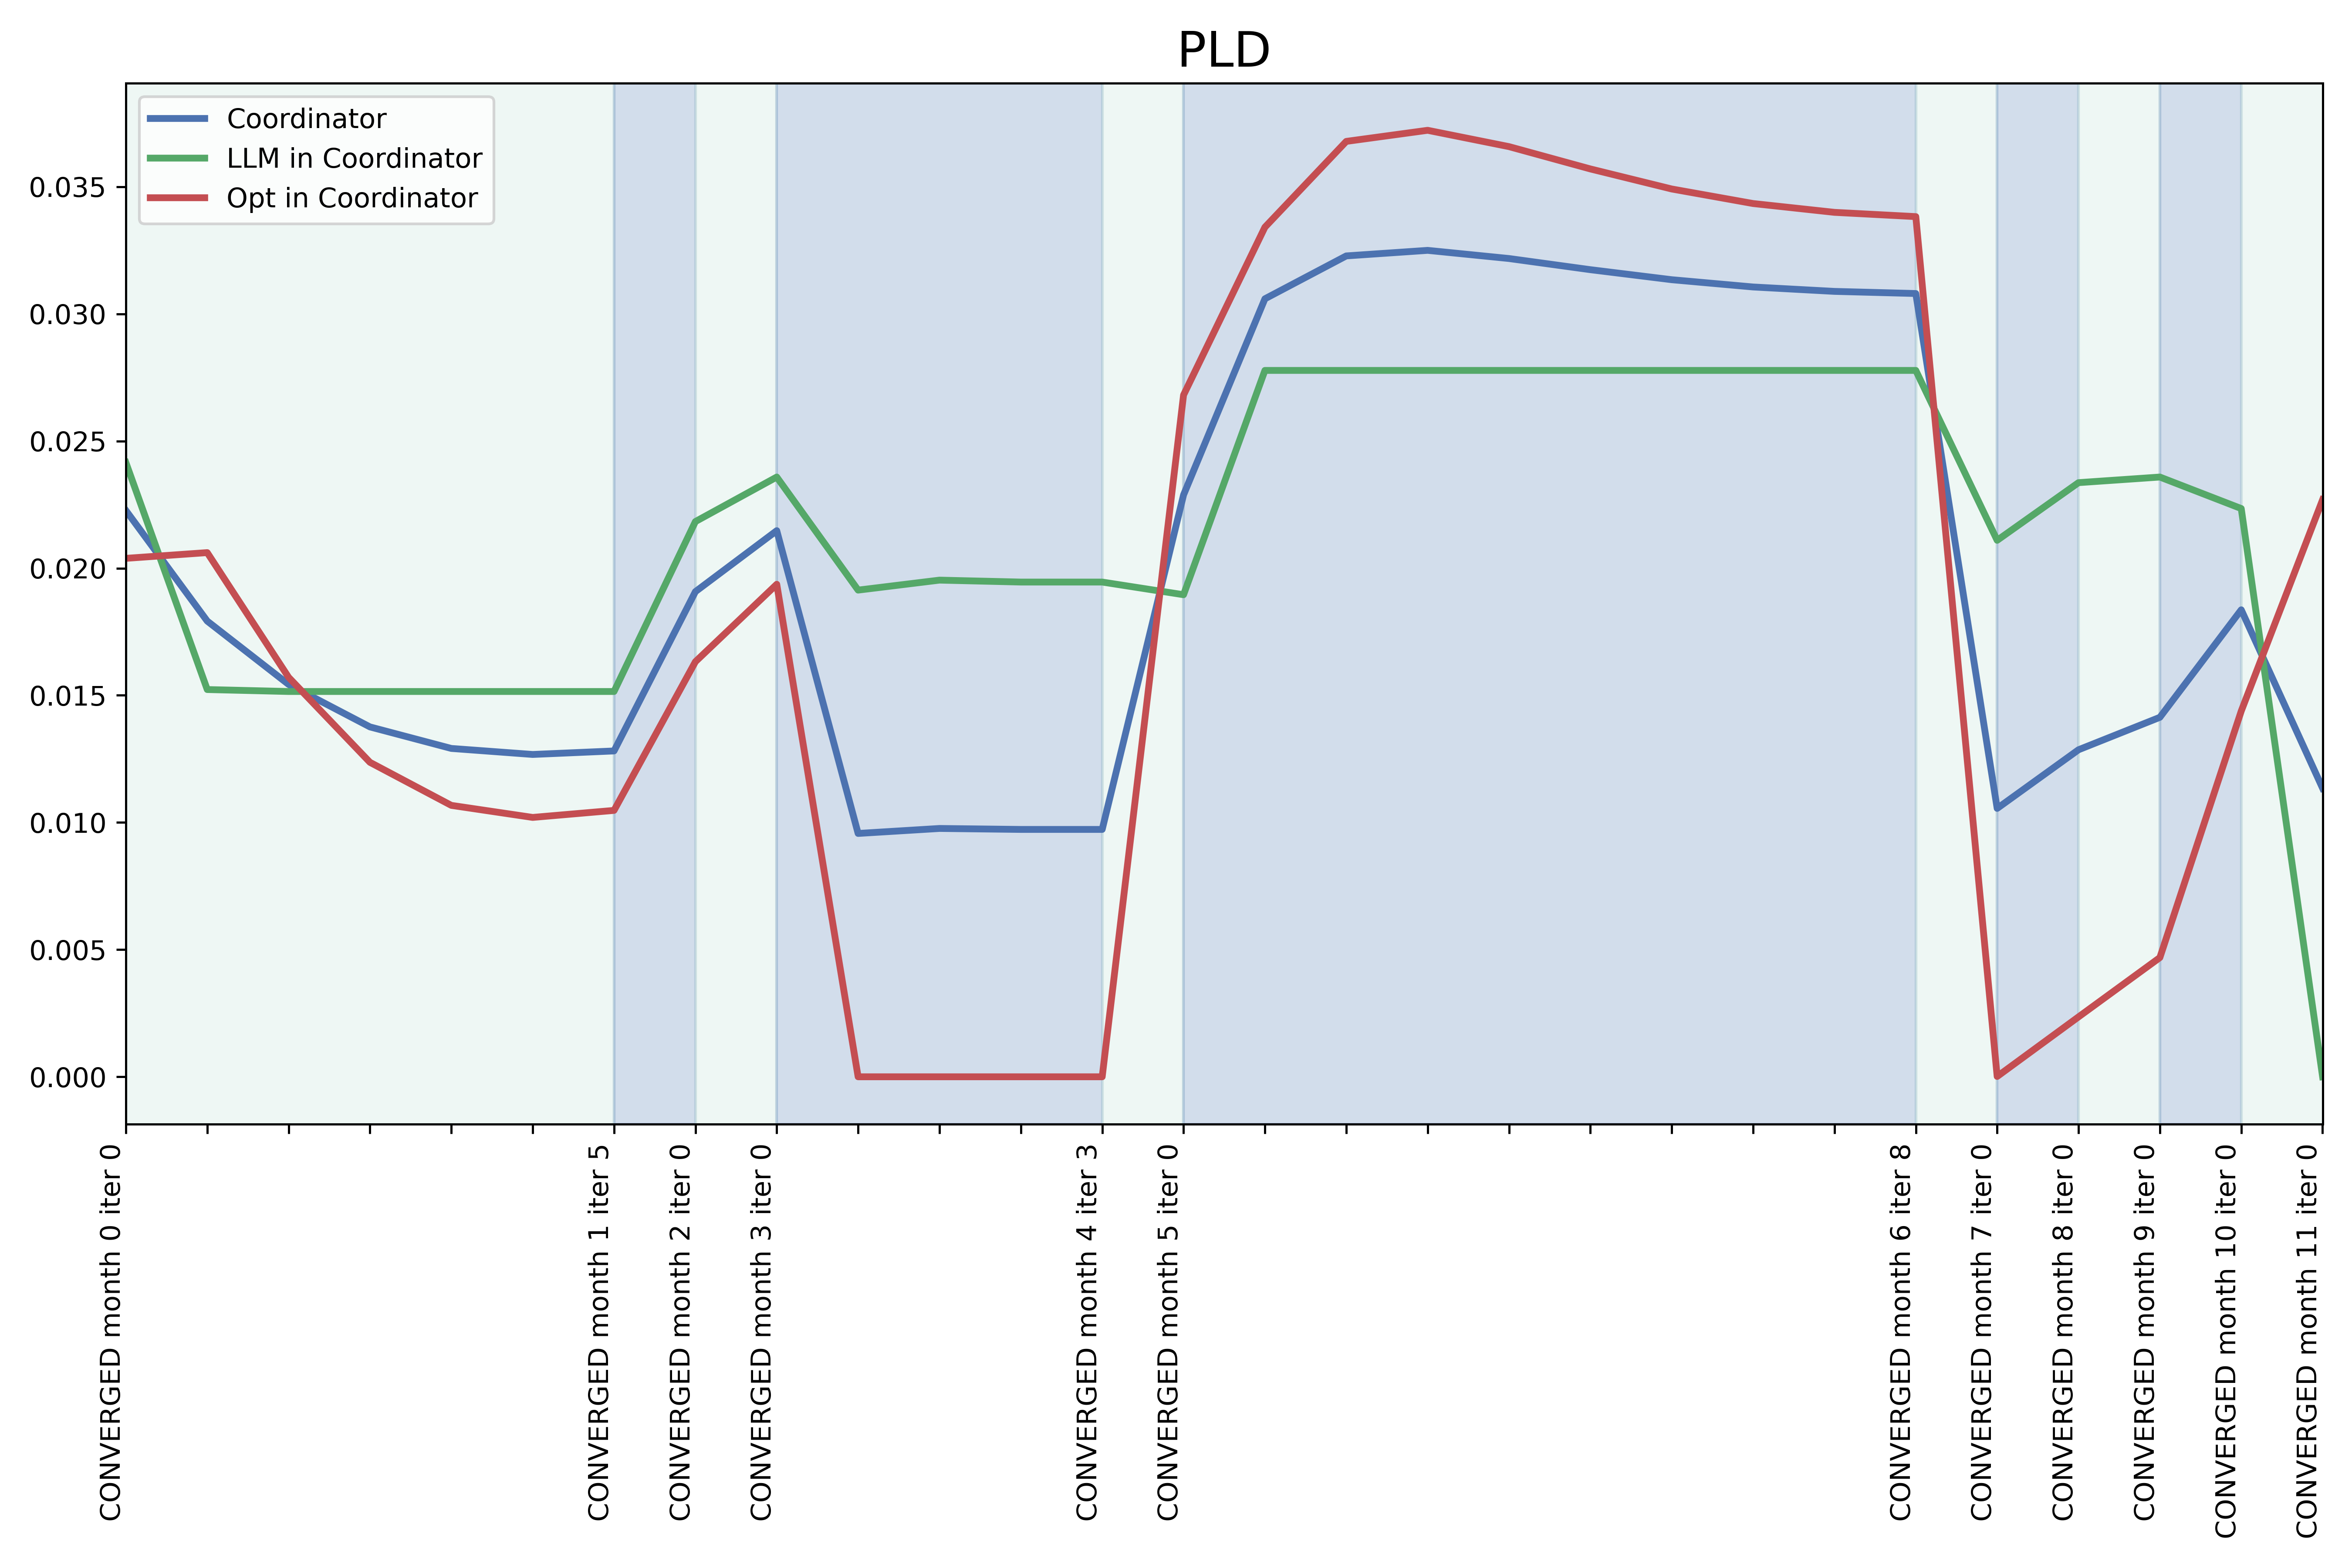 PLD
Coordinator
LLM in Coordinator
Opt in Coordinator
0.035
0.030
0.025
0.020
0.015
0.010
0.005
0.000
CONVERGED month 0 iter 0
CONVERGED month 1 iter 5
CONVERGED month 2 iter 0
CONVERGED month 3 iter 0
CONVERGED month 4 iter 3
CONVERGED month 5 iter 0
CONVERGED month 6 iter 8
CONVERGED month 7 iter 0
CONVERGED month 8 iter 0
CONVERGED month 9 iter 0
CONVERGED month 10 iter 0
CONVERGED month 11 iter 0